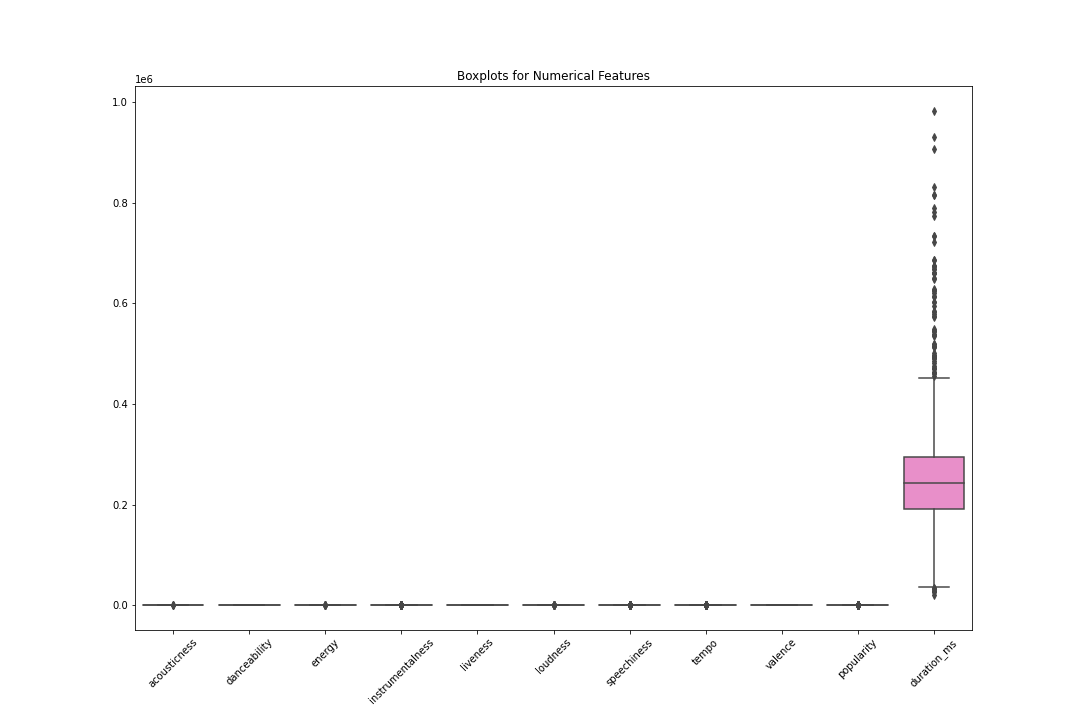 Boxplots for Numerical Features
1e6
1.0
0.8
0.6
0.4
0.2
0.0
acousticness
danceability
energy
instrumentalness
liveness
loudness
speechiness
tempo
valence
popularity
duration_ms